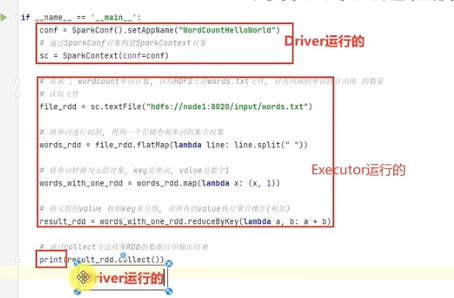 if __name__ == '__main__':
conf = SparkConf().setAppName("WordCountHelloWorld")
# 通过SparkConf对象构建SparkContext对象
sc = SparkContext(conf=conf)
Driver运行的
# 需求 : wordcount单词计数, 读取HDFS上的words.txt文件, 对其内部的单词统计出现 的数量
# 读取文件
file_rdd = sc.textFile("hdfs://node1:8020/input/words.txt")
# 将单词进行切割, 得到一个存储全部单词的集合对象
words_rdd = file_rdd.flatMap(lambda line: line.split(" "))
# 将单词转换为元组对象, key是单词, value是数字1
words_with_one_rdd = words_rdd.map(lambda x: (x, 1))
Executor运行的
# 将元组的value 按照key来分组, 对所有的value执行聚合操作(相加)
result_rdd = words_with_one_rdd.reduceByKey(lambda a, b: a + b)
# 通过collect方法收集RDD的数据打印输出结果
print(result_rdd.collect())
Driver运行的